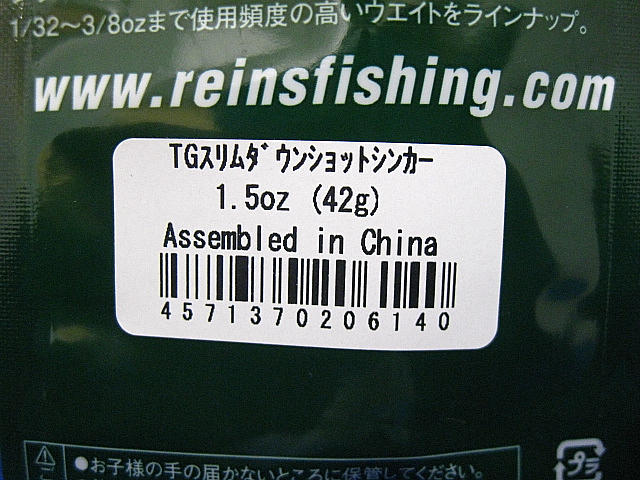 1/32～3/8ozまで使用頻度の高いウエイトをラインナップ。
www.reinsfishing.com
TGスリムダウンショットシンカー
1.5oz (42g)
Assembled in China
4571370206140
●お子様の手の届かないところに保管してください。
プラ